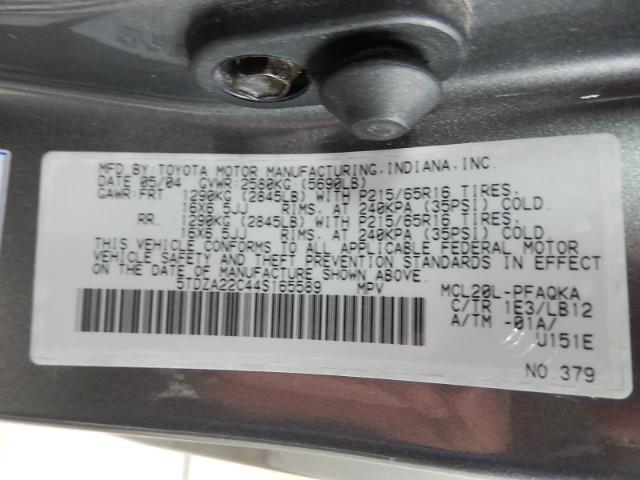 MFD. BY: TOYOTA MOTOR MANUFACTURING, INDIANA, INC.
DATE 05/04 GVWR: 2580KG (5690LB)
GAWR: FRT. 1290KG (2845LB) WITH P215/65R16 TIRES.
16X6.5JJ RIMS. AT 240KPA (35PSI) COLD.
RR. 1290KG (2845LB) WITH P215/65R16 TIRES.
16X6.5JJ RIMS. AT 240KPA (35PSI) COLD.
THIS VEHICLE CONFORMS TO ALL APPLICABLE FEDERAL MOTOR
VEHICLE SAFETY AND THEFT PREVENTION STANDARDS IN EFFECT
ON THE DATE OF MANUFACTURE SHOWN ABOVE.
5TDZA22C44S165589 MPV
MCL20L-PFAQKA
C/TR 1E3/LB12
A/TM -01A/
U151E
NO. 379